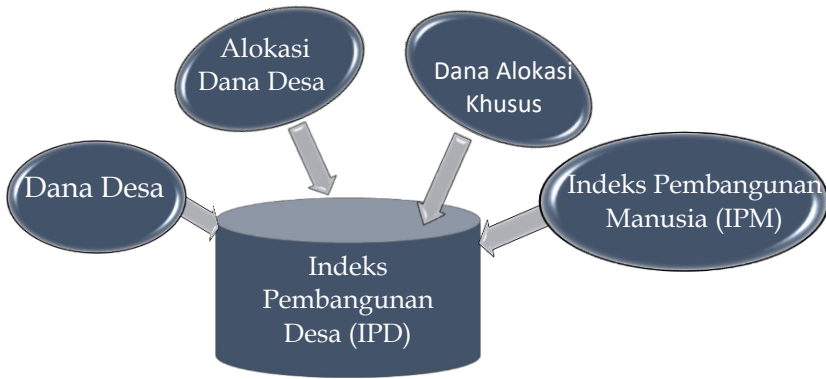 Alokasi
Dana Desa
Dana Alokasi
Khusus
Dana Desa
Indeks Pembangunan
Manusia (IPM)
Indeks
Pembangunan
Desa (IPD)